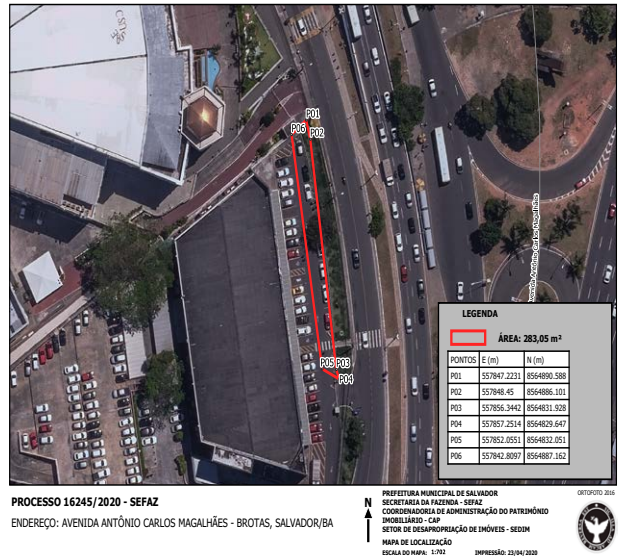 P01
P06
P02
Avenida Antônio Carlos Magalhães
P05
P03
P04
LEGENDA
ÁREA: 283,05 m²
PONTOS E (m) N (m)
P01 557847.2231 8564890.588
P02 557848.45 8564886.101
P03 557856.3442 8564831.928
P04 557857.2514 8564829.647
P05 557852.0551 8564832.051
P06 557842.8097 8564887.162
PROCESSO 16245/2020 - SEFAZ
ENDEREÇO: AVENIDA ANTÔNIO CARLOS MAGALHÃES - BROTAS, SALVADOR/BA
N
PREFEITURA MUNICIPAL DE SALVADOR
SECRETARIA DA FAZENDA - SEFAZ
COORDENADORIA DE ADMINISTRAÇÃO DO PATRIMÔNIO
IMOBILIÁRIO - CAP
SETOR DE DESAPROPRIAÇÃO DE IMÓVEIS - SEDIM
MAPA DE LOCALIZAÇÃO
ESCALA DO MAPA: 1:702 IMPRESSÃO: 23/04/2020
ORTOFOTO 2016